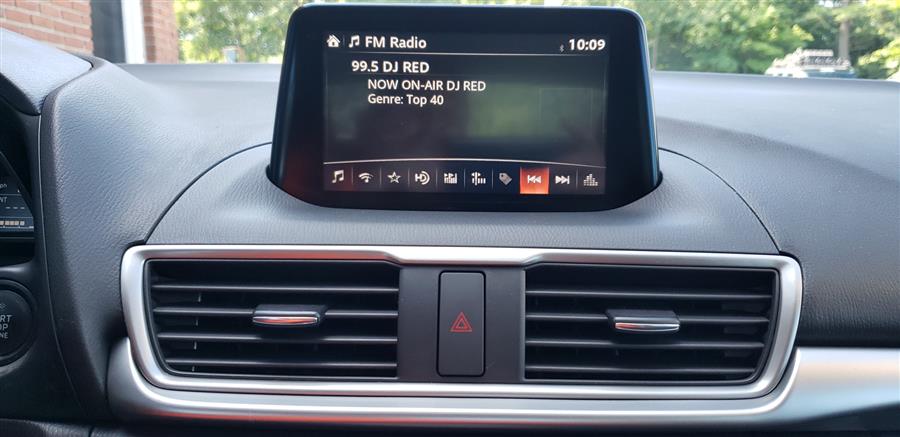 FM Radio 10:09
99.5 DJ RED
NOW ON-AIR DJ RED
Genre: Top 40